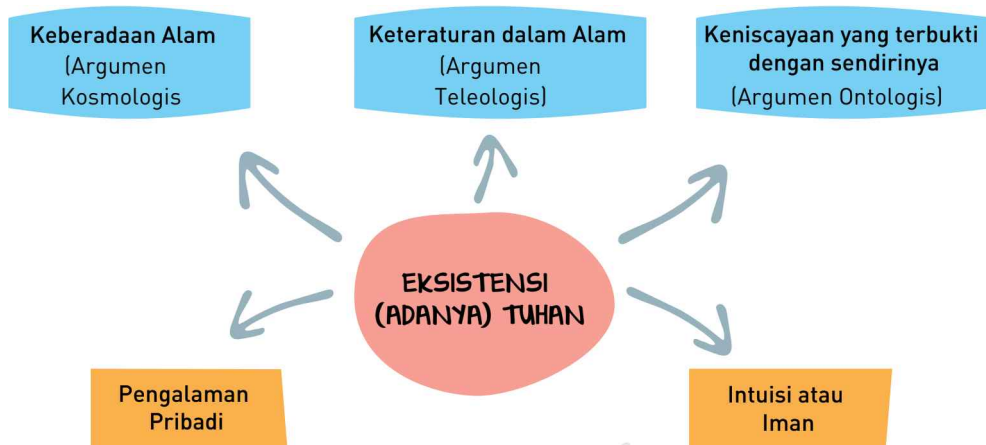 Keberadaan Alam
(Argumen
Kosmologis
Keteraturan dalam Alam
(Argumen
Teleologis)
Keniscayaan yang terbukti
dengan sendirinya
(Argumen Ontologis)
EKSISTENSI
(ADANYA) TUHAN
Pengalaman
Pribadi
Intuisi atau
Iman